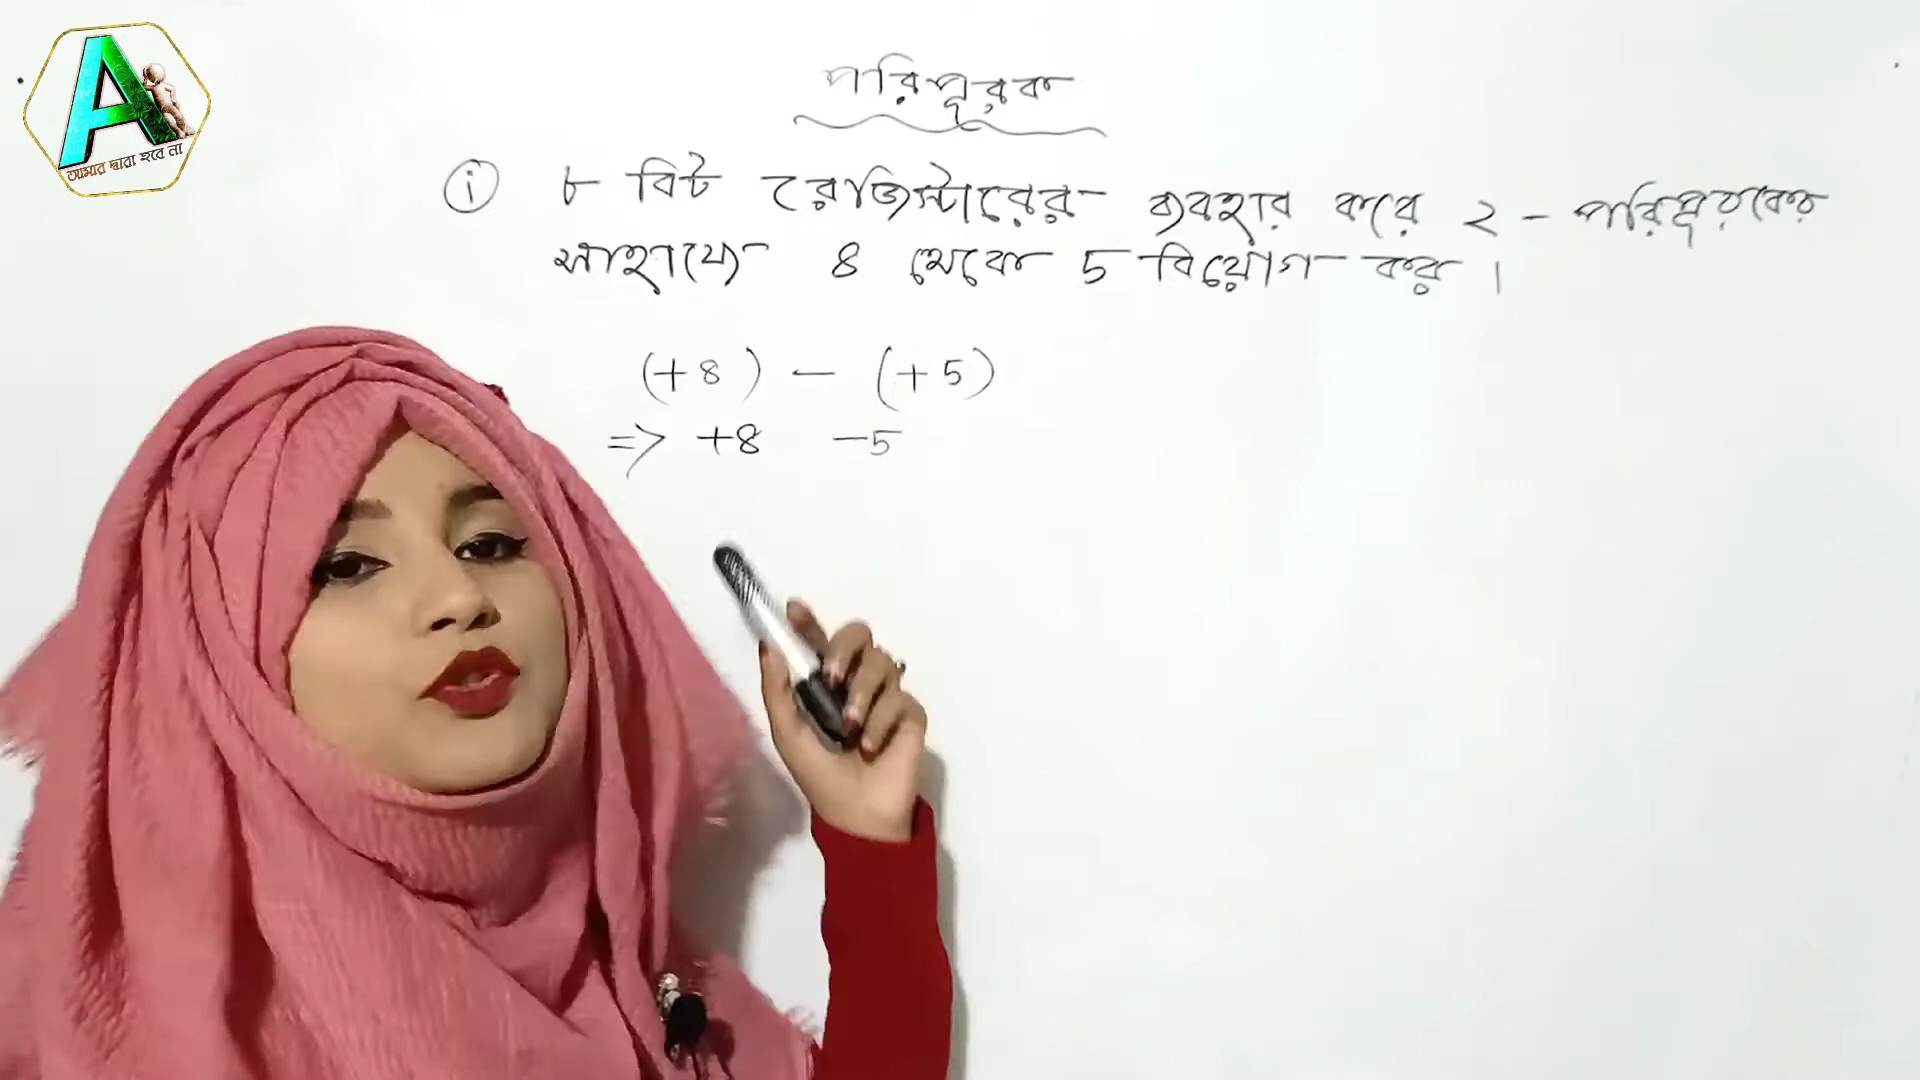 A
আমার দ্বারা হবে না
পরিপূরক
i ৮ বিট রেজিস্টারের ব্যবহার করে ২ - পরিপূরকের
সাহায্যে 8 থেকে 5 বিয়োগ কর।
(+8) - (+5)
=> +8 -5